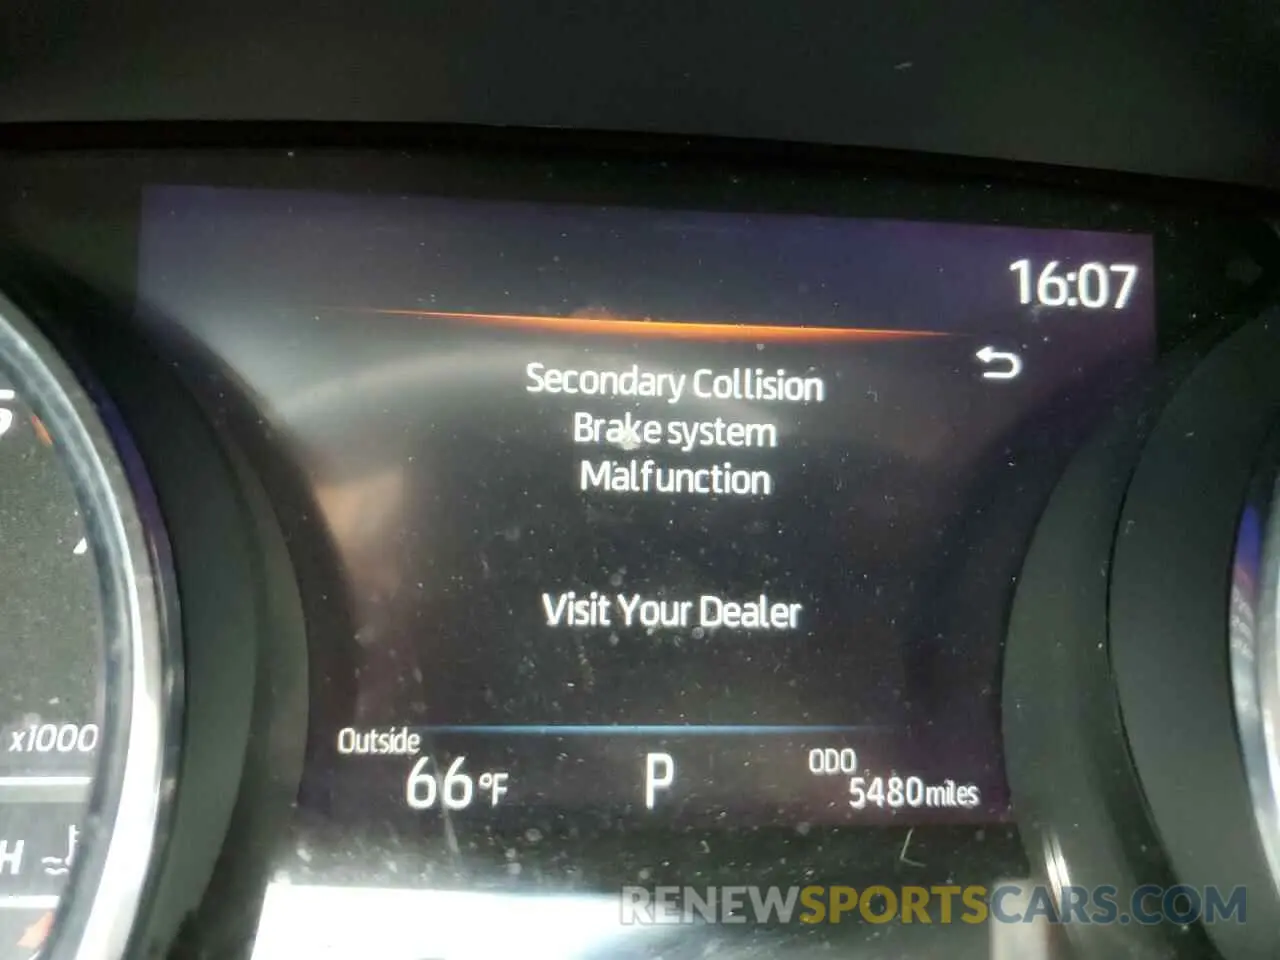 16:07
Secondary Collision
Brake system
Malfunction
Visit Your Dealer
Outside
66°F
P
ODO
5480 miles
x1000
H
RENEWSPORTSCARS.COM